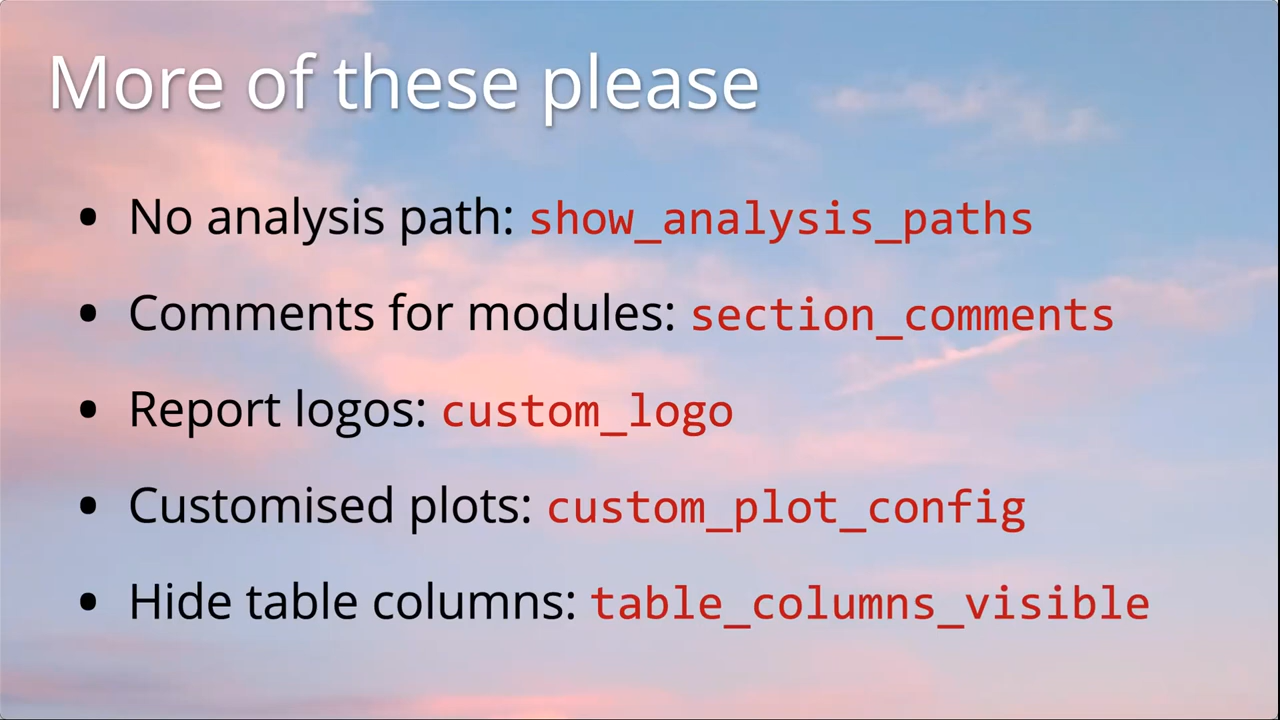 More of these please
• No analysis path: show_analysis_paths
• Comments for modules: section_comments
• Report logos: custom_logo
• Customised plots: custom_plot_config
• Hide table columns: table_columns_visible